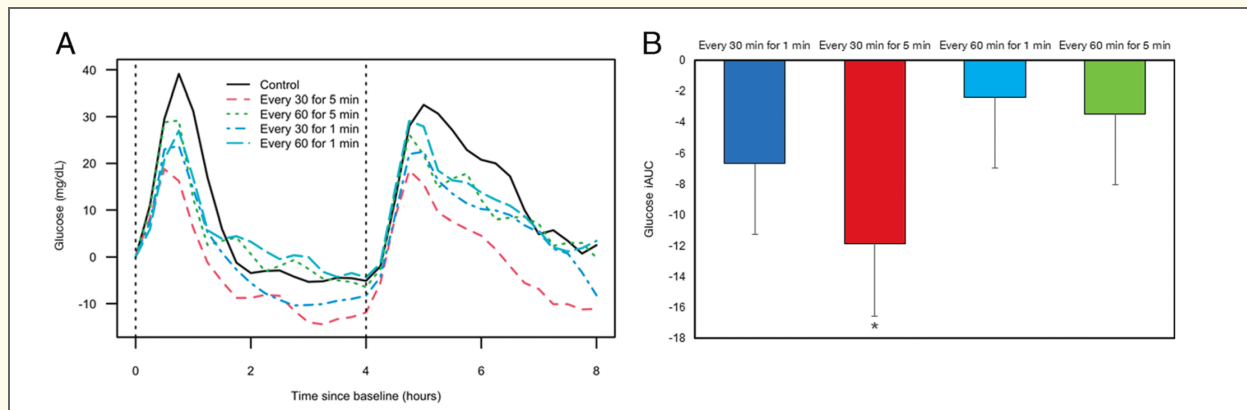 A
40
30
20
10
0
-10
Glucose (mg/dL)
Control
Every 30 for 5 min
Every 60 for 5 min
Every 30 for 1 min
Every 60 for 1 min
0
2
4
6
8
Time since baseline (hours)
B
Every 30 min for 1 min
Every 30 min for 5 min
Every 60 min for 1 min
Every 60 min for 5 min
0
-2
-4
-6
-8
-10
-12
-14
-16
-18
Glucose iAUC
*